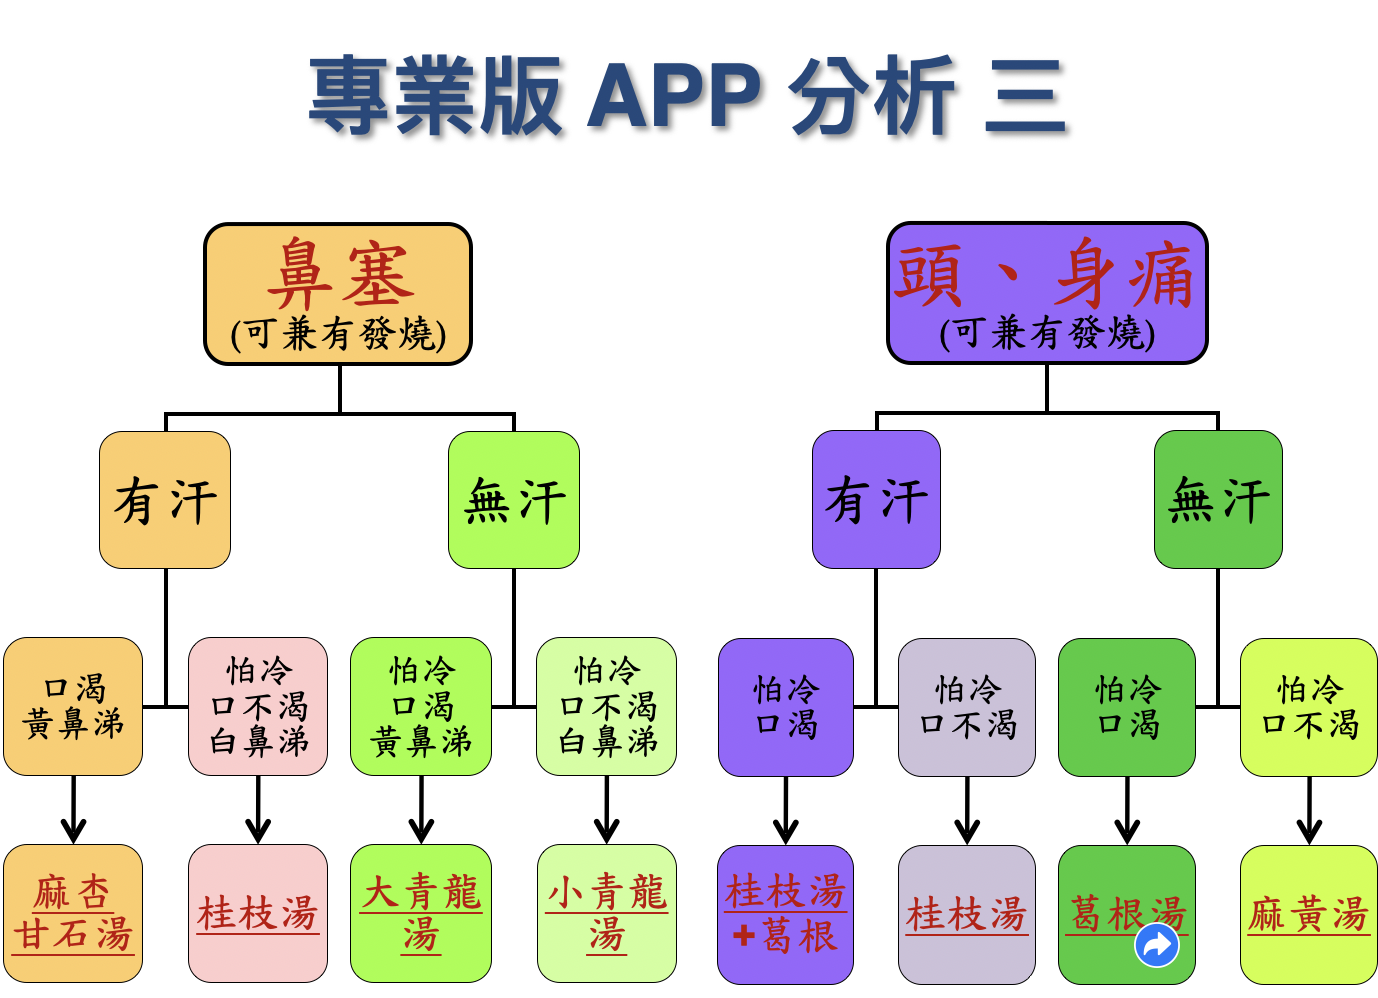 專業版 APP 分析 三
鼻塞
(可兼有發燒)
頭、身痛
(可兼有發燒)
有汗
無汗
有汗
無汗
口渴
黃鼻涕
怕冷
口不渴
白鼻涕
怕冷
口渴
黃鼻涕
怕冷
口不渴
白鼻涕
怕冷
口渴
怕冷
口不渴
怕冷
口渴
怕冷
口不渴
麻杏
甘石湯
桂枝湯
大青龍
湯
小青龍
湯
桂枝湯
+葛根
桂枝湯
葛根湯
麻黃湯